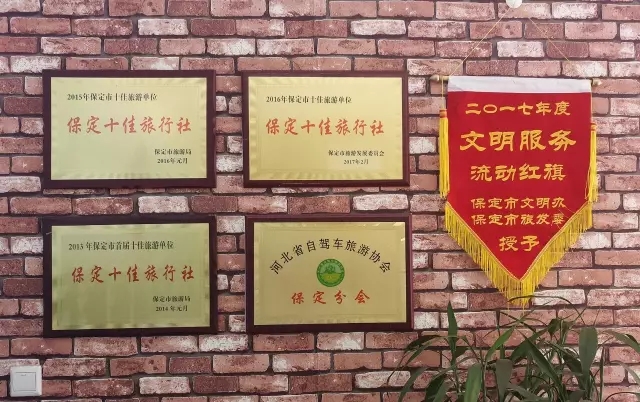 2015年保定市十佳旅游单位
保定十佳旅行社
保定市旅游局
2016年元月
2016年保定市十佳旅游单位
保定十佳旅行社
保定市旅游发展委员会
2017年2月
2013年保定市首届十佳旅游单位
保定十佳旅行社
保定市旅游局
2014年元月
河北省自驾车旅游协会
保定分会
二〇一七年度
文明服务
流动红旗
保定市文明办
保定市旅发委
授予